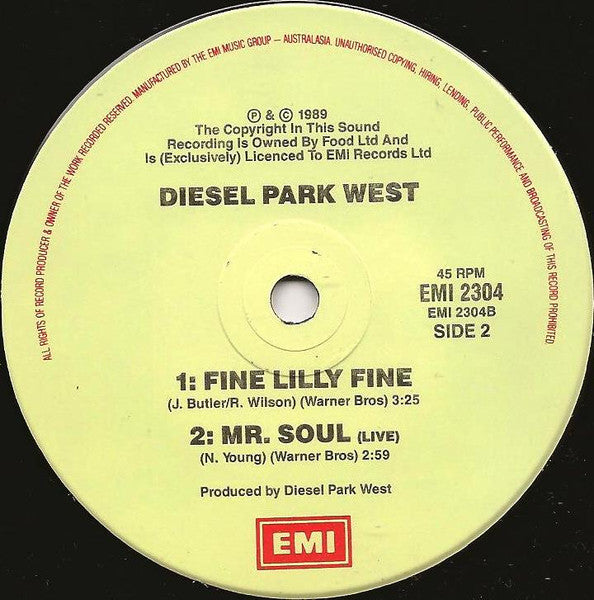 ALL RIGHTS OF RECORD PRODUCER & OWNER OF THE WORK RECORDED RESERVED. MANUFACTURED BY THE EMI MUSIC GROUP – AUSTRALASIA. UNAUTHORISED COPYING, HIRING, LENDING, PUBLIC PERFORMANCE AND BROADCASTING OF THIS RECORD PROHIBITED
℗ & © 1989
The Copyright In This Sound
Recording Is Owned By Food Ltd And
Is (Exclusively) Licenced To EMI Records Ltd
DIESEL PARK WEST
45 RPM
EMI 2304
EMI 2304B
SIDE 2
1: FINE LILLY FINE
(J. Butler/R. Wilson) (Warner Bros) 3:25
2: MR. SOUL (LIVE)
(N. Young) (Warner Bros) 2:59
Produced by Diesel Park West
EMI